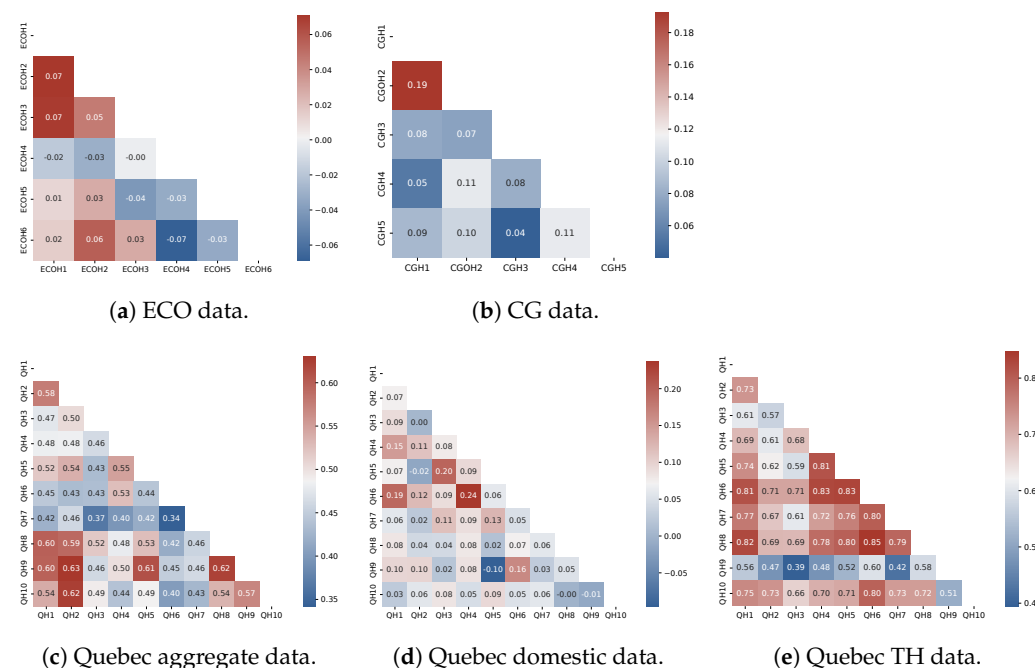 ECOH1
ECOH2 0.07
ECOH3 0.07 0.05
ECOH4 -0.02 -0.03 -0.00
ECOH5 0.01 0.03 -0.04 -0.03
ECOH6 0.02 0.06 0.03 -0.07 -0.03
ECOH1 ECOH2 ECOH3 ECOH4 ECOH5 ECOH6
0.06
0.04
0.02
0.00
−0.02
−0.04
−0.06
(a) ECO data.
CGH1
CGOH2 0.19
CGH3 0.08 0.07
CGH4 0.05 0.11 0.08
CGH5 0.09 0.10 0.04 0.11
CGH1 CGOH2 CGH3 CGH4 CGH5
0.18
0.16
0.14
0.12
0.10
0.08
0.06
(b) CG data.
QH1
QH2 0.58
QH3 0.47 0.50
QH4 0.48 0.48 0.46
QH5 0.52 0.54 0.43 0.55
QH6 0.45 0.43 0.43 0.53 0.44
QH7 0.42 0.46 0.37 0.40 0.42 0.34
QH8 0.60 0.59 0.52 0.48 0.53 0.42 0.46
QH9 0.60 0.63 0.46 0.50 0.61 0.45 0.46 0.62
QH10 0.54 0.62 0.49 0.44 0.49 0.40 0.43 0.54 0.57
QH1 QH2 QH3 QH4 QH5 QH6 QH7 QH8 QH9 QH10
0.60
0.55
0.50
0.45
0.40
0.35
(c) Quebec aggregate data.
QH1
QH2 0.07
QH3 0.09 0.00
QH4 0.15 0.11 0.08
QH5 0.07 -0.02 0.20 0.09
QH6 0.19 0.12 0.09 0.24 0.06
QH7 0.06 0.02 0.11 0.09 0.13 0.05
QH8 0.08 0.04 0.04 0.08 0.02 0.07 0.06
QH9 0.10 0.10 0.02 0.08 -0.10 0.16 0.03 0.05
QH10 0.03 0.06 0.08 0.05 0.09 0.05 0.06 -0.00 -0.01
QH1 QH2 QH3 QH4 QH5 QH6 QH7 QH8 QH9 QH10
0.20
0.15
0.10
0.05
0.00
−0.05
(d) Quebec domestic data.
QH1
QH2 0.73
QH3 0.61 0.57
QH4 0.69 0.61 0.68
QH5 0.74 0.62 0.59 0.81
QH6 0.81 0.71 0.71 0.83 0.83
QH7 0.77 0.67 0.61 0.72 0.76 0.80
QH8 0.82 0.69 0.69 0.78 0.80 0.85 0.79
QH9 0.56 0.47 0.39 0.48 0.52 0.60 0.42 0.58
QH10 0.75 0.73 0.66 0.70 0.71 0.80 0.73 0.72 0.51
QH1 QH2 QH3 QH4 QH5 QH6 QH7 QH8 QH9 QH10
0.8
0.7
0.6
0.5
0.4
(e) Quebec TH data.